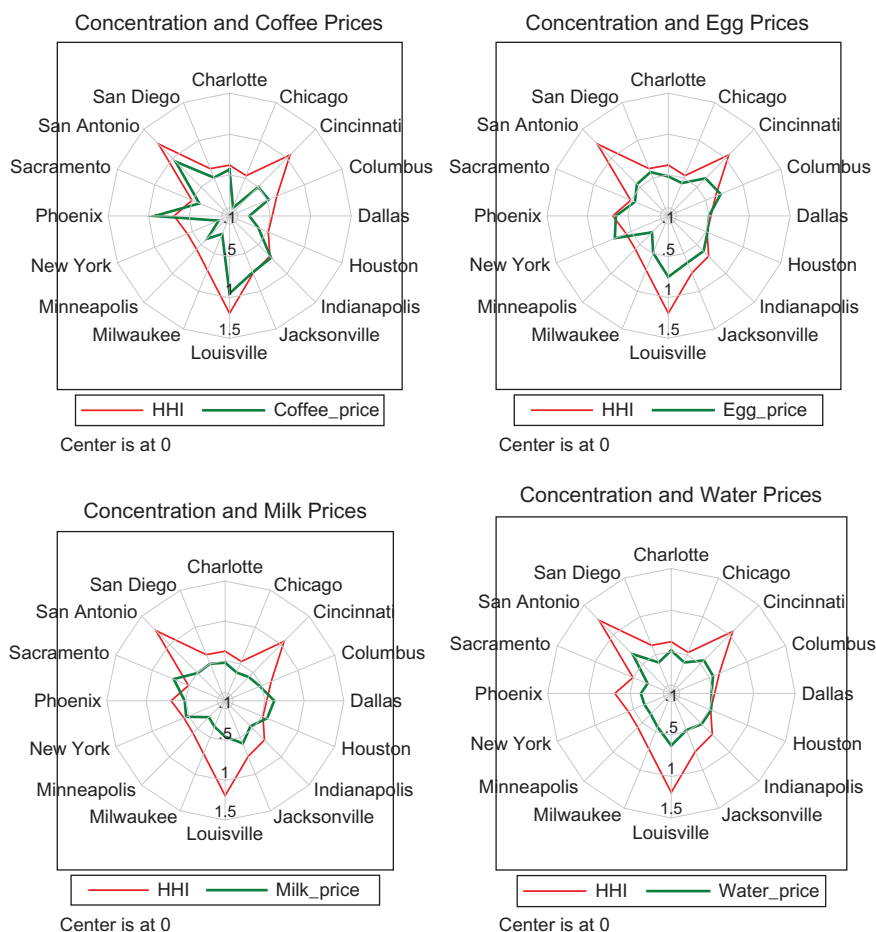 Concentration and Coffee Prices
Charlotte
San Diego
Chicago
San Antonio
Cincinnati
Sacramento
Columbus
Phoenix
.1
Dallas
.5
New York
Houston
1
Minneapolis
Indianapolis
1.5
Milwaukee
Jacksonville
Louisville
HHI
Coffee_price
Center is at 0
Concentration and Egg Prices
Charlotte
San Diego
Chicago
San Antonio
Cincinnati
Sacramento
Columbus
Phoenix
.1
Dallas
.5
New York
Houston
1
Minneapolis
Indianapolis
1.5
Milwaukee
Jacksonville
Louisville
HHI
Egg_price
Center is at 0
Concentration and Milk Prices
Charlotte
San Diego
Chicago
San Antonio
Cincinnati
Sacramento
Columbus
Phoenix
.1
Dallas
.5
New York
Houston
1
Minneapolis
Indianapolis
1.5
Milwaukee
Jacksonville
Louisville
HHI
Milk_price
Center is at 0
Concentration and Water Prices
Charlotte
San Diego
Chicago
San Antonio
Cincinnati
Sacramento
Columbus
Phoenix
.1
Dallas
.5
New York
Houston
1
Minneapolis
Indianapolis
1.5
Milwaukee
Jacksonville
Louisville
HHI
Water_price
Center is at 0